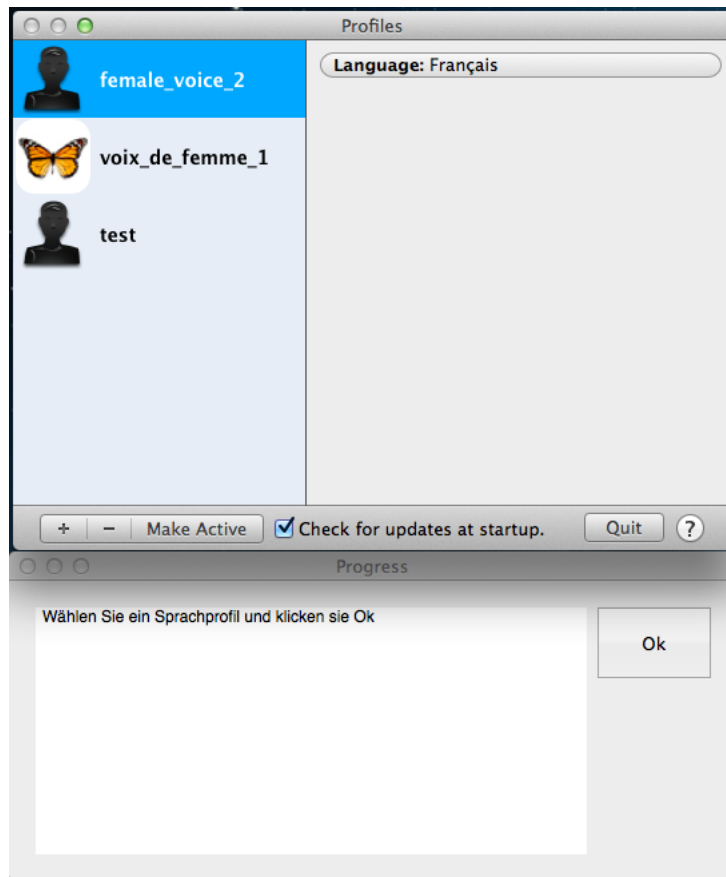 Profiles
female_voice_2
Language: Français
voix_de_femme_1
test
+ − Make Active Check for updates at startup. Quit ?
Progress
Wählen Sie ein Sprachprofil und klicken sie Ok
Ok